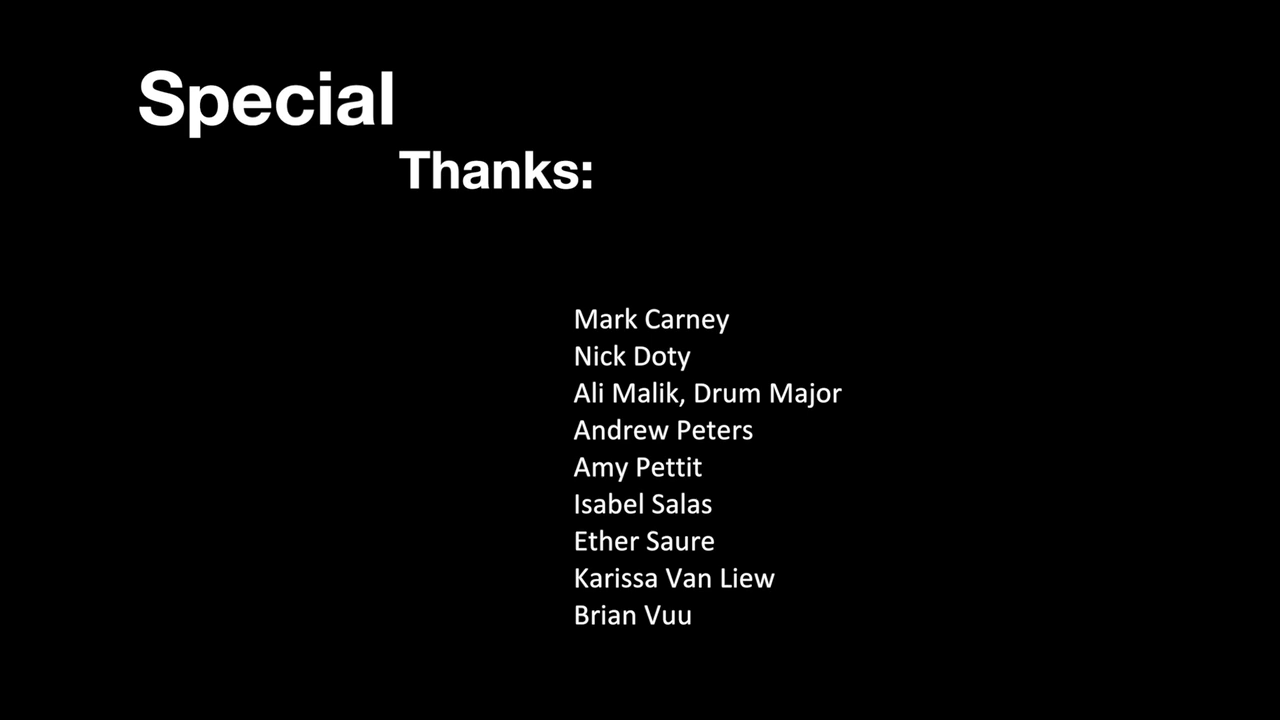 Special
Thanks:
Mark Carney
Nick Doty
Ali Malik, Drum Major
Andrew Peters
Amy Pettit
Isabel Salas
Ether Saure
Karissa Van Liew
Brian Vuu